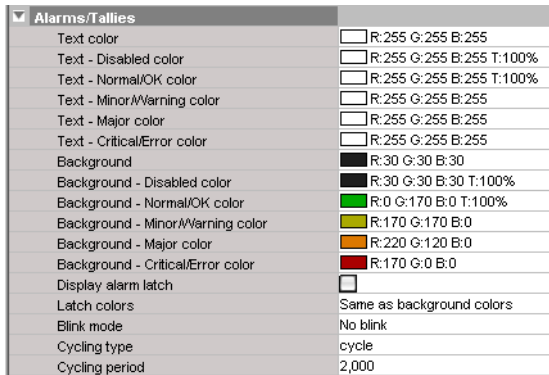 Alarms/Tallies
Text color R:255 G:255 B:255
Text - Disabled color R:255 G:255 B:255 T:100%
Text - Normal/OK color R:255 G:255 B:255 T:100%
Text - Minor/Warning color R:255 G:255 B:255
Text - Major color R:255 G:255 B:255
Text - Critical/Error color R:255 G:255 B:255
Background R:30 G:30 B:30
Background - Disabled color R:30 G:30 B:30 T:100%
Background - Normal/OK color R:0 G:170 B:0 T:100%
Background - Minor/Warning color R:170 G:170 B:0
Background - Major color R:220 G:120 B:0
Background - Critical/Error color R:170 G:0 B:0
Display alarm latch
Latch colors Same as background colors
Blink mode No blink
Cycling type cycle
Cycling period 2,000